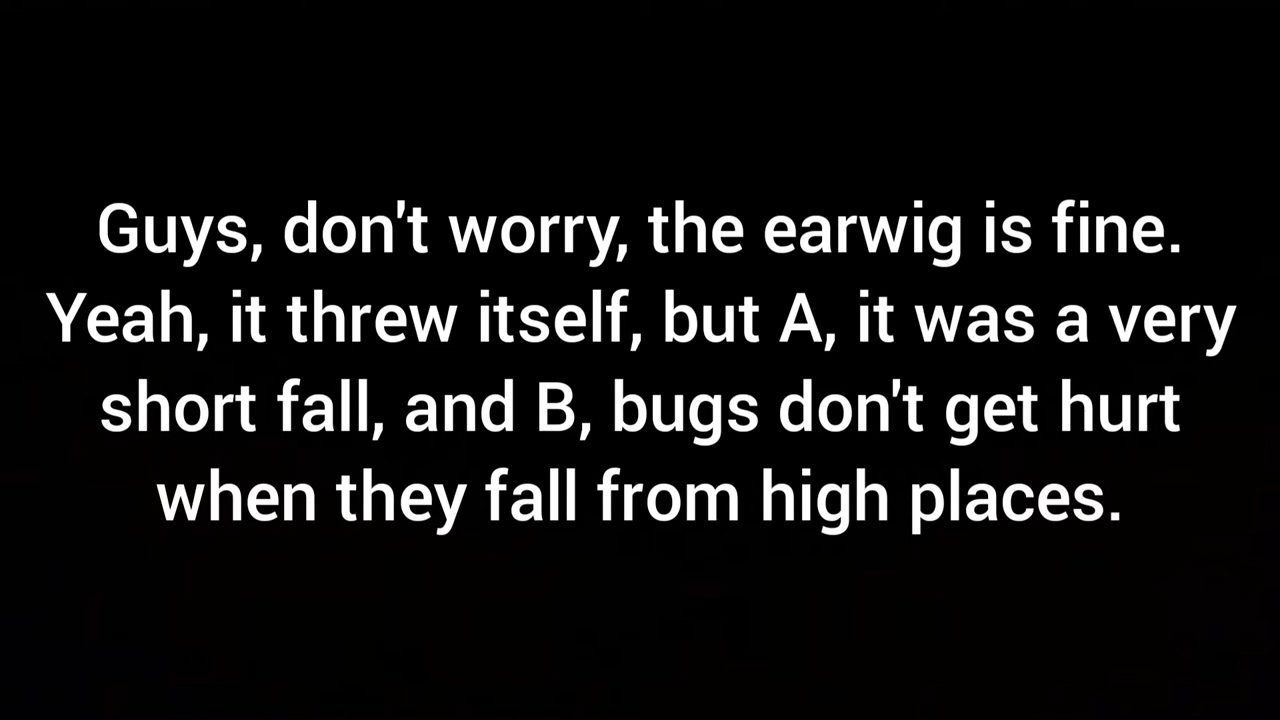 Guys, don't worry, the earwig is fine.
Yeah, it threw itself, but A, it was a very
short fall, and B, bugs don't get hurt
when they fall from high places.